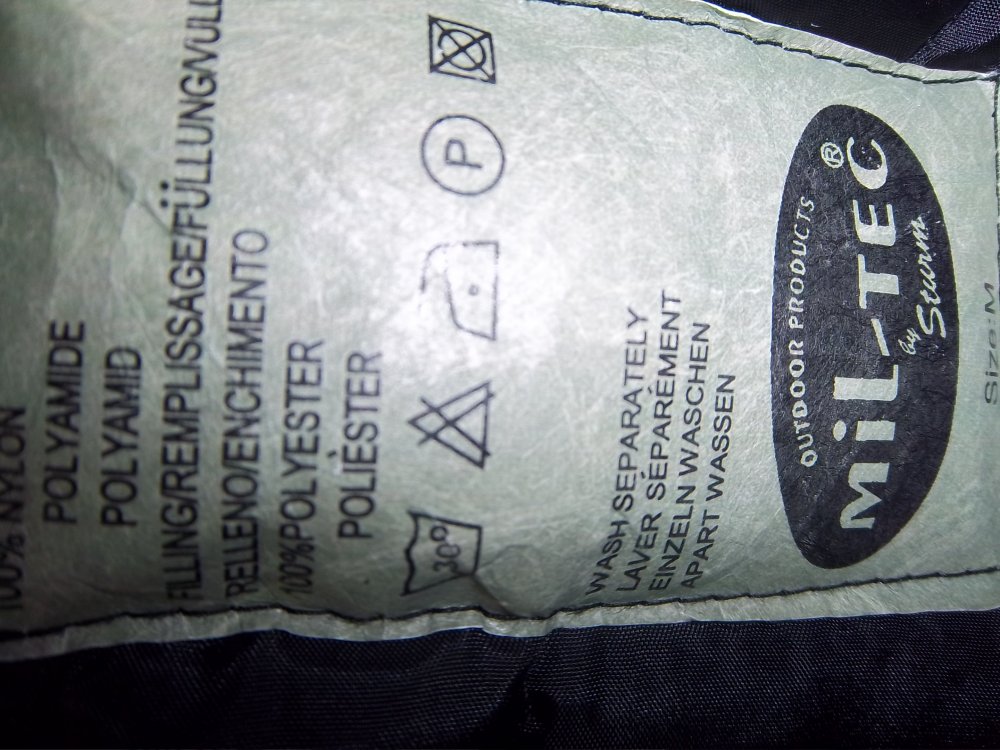 100% NYLON
POLYAMIDE
POLYAMID
FILLING/REMPLISSAGE/FÜLLUNG/VULL
RELLENO/ENCHIMENTO
100%POLYESTER
POLIÈSTER
30°
P
WASH SEPARATELY
LAVER SÉPARÉMENT
EINZELN WASCHEN
APART WASSEN
OUTDOOR PRODUCTS
MiL-TEC®
by Sturm
Size:M